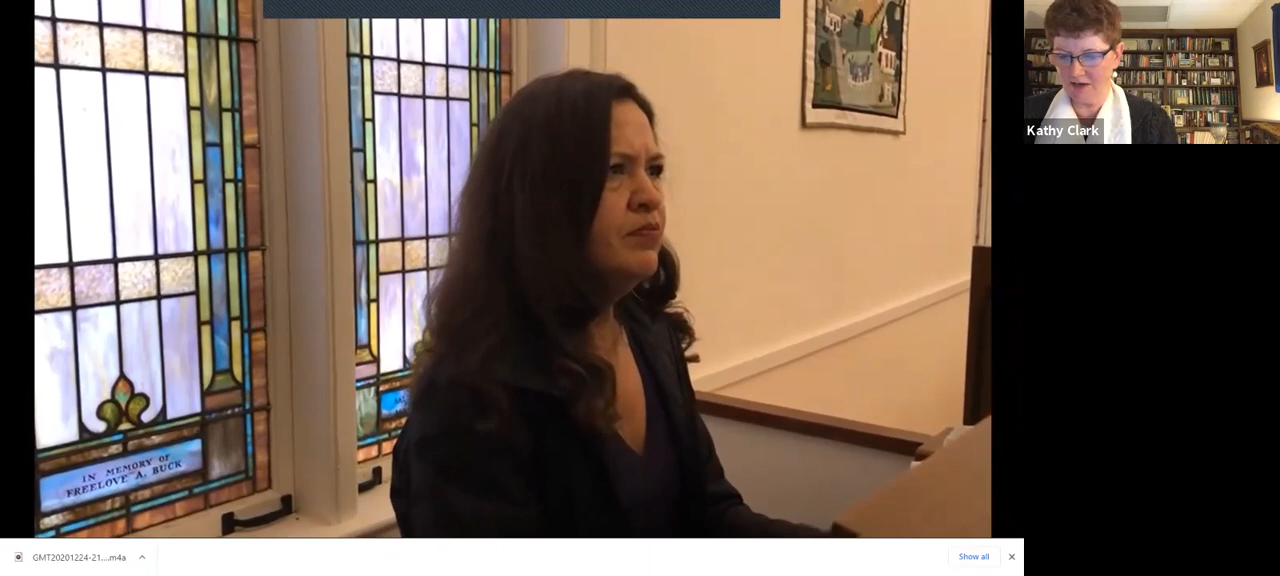 Kathy Clark
IN MEMORY OF
FREELOVE A. BUCK
GMT20201224-21....m4a
Show all